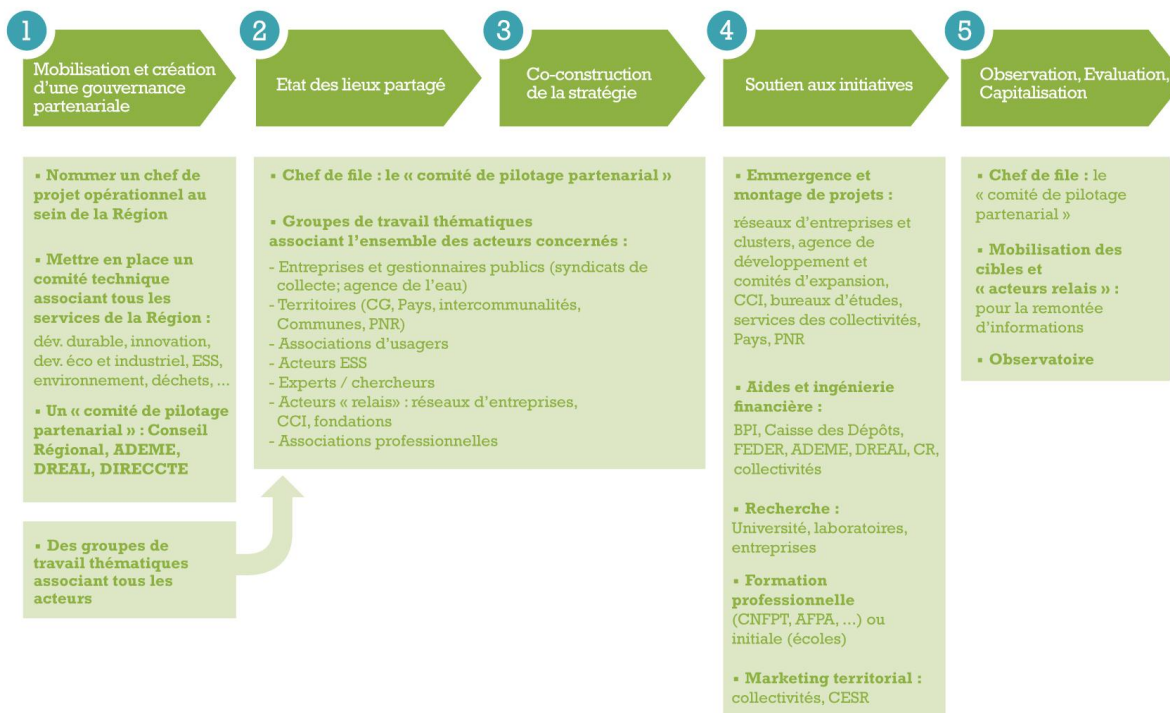 1
Mobilisation et création
d'une gouvernance
partenariale
2
Etat des lieux partagé
3
Co-construction
de la stratégie
4
Soutien aux initiatives
5
Observation, Evaluation,
Capitalisation
▪ Nommer un chef de
projet opérationnel au
sein de la Région
▪ Mettre en place un
comité technique
associant tous les
services de la Région :
dév. durable, innovation,
dev. éco et industriel, ESS,
environnement, déchets, ...
▪ Un « comité de pilotage
partenarial » : Conseil
Régional, ADEME,
DREAL, DIRECCTE
▪ Des groupes de
travail thématiques
associant tous les
acteurs
▪ Chef de file : le « comité de pilotage partenarial »
▪ Groupes de travail thématiques
associant l'ensemble des acteurs concernés :
- Entreprises et gestionnaires publics (syndicats de
collecte; agence de l'eau)
- Territoires (CG, Pays, intercommunalités,
Communes, PNR)
- Associations d'usagers
- Acteurs ESS
- Experts / chercheurs
- Acteurs « relais» : réseaux d'entreprises,
CCI, fondations
- Associations professionnelles
▪ Emmergence et
montage de projets :
réseaux d'entreprises et
clusters, agence de
développement et
comités d'expansion,
CCI, bureaux d'études,
services des collectivités,
Pays, PNR
▪ Aides et ingénierie
financière :
BPI, Caisse des Dépôts,
FEDER, ADEME, DREAL, CR,
collectivités
▪ Recherche :
Université, laboratoires,
entreprises
▪ Formation
professionnelle
(CNFPT, AFPA, ...) ou
initiale (écoles)
▪ Marketing territorial :
collectivités, CESR
▪ Chef de file : le
« comité de pilotage
partenarial »
▪ Mobilisation des
cibles et
« acteurs relais » :
pour la remontée
d'informations
▪ Observatoire